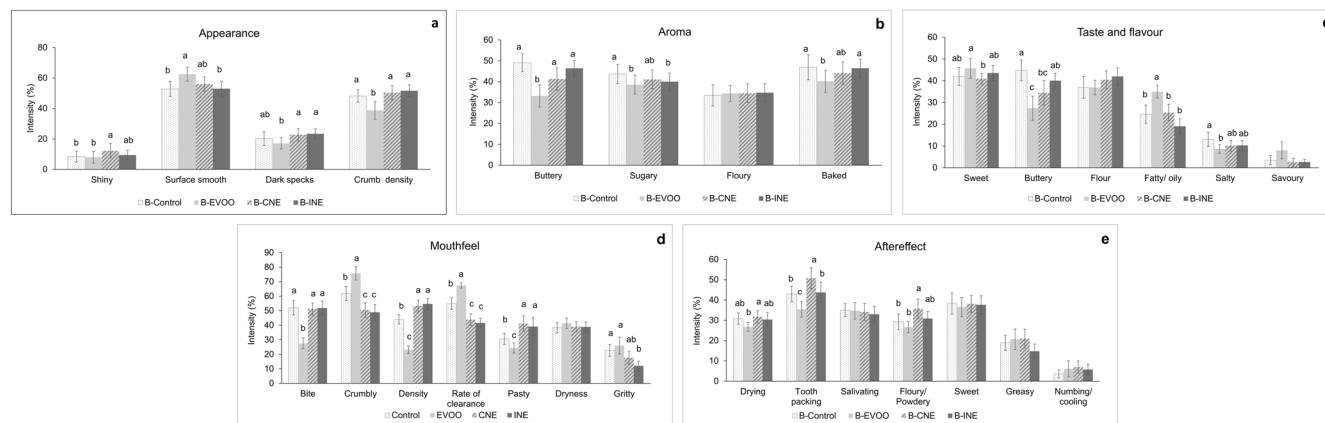 a
Appearance
Intensity (%)
80
60
40
20
0
b b a ab
b a ab b
ab b a a
a b a a
Shiny Surface smooth Dark specks Crumb density
B-Control B-EVOO B-CNE B-INE
b
Aroma
Intensity (%)
60
50
40
30
20
10
0
a b a a
a b ab a
a b ab a
Buttery Sugary Floury Baked
B-Control B-EVOO B-CNE B-INE
Taste and flavour
Intensity (%)
60
50
40
30
20
10
0
ab a b ab
a c bc ab
b a b b
a b ab ab
Sweet Buttery Flour Fatty/ oily Salty Savoury
B-Control B-EVOO B-CNE B-INE
d
Mouthfeel
Intensity (%)
90
80
70
60
50
40
30
20
10
0
a b a a
b a c c
b c a a
b a c c
b c a a
a a ab b
Bite Crumbly Density Rate of clearance Pasty Dryness Gritty
Control EVOO CNE INE
e
Aftereffect
Intensity (%)
60
50
40
30
20
10
0
ab b a ab
b c a b
b b a ab
Drying Tooth packing Salivating Floury/ Powdery Sweet Greasy Numbing/ cooling
B-Control B-EVOO B-CNE B-INE